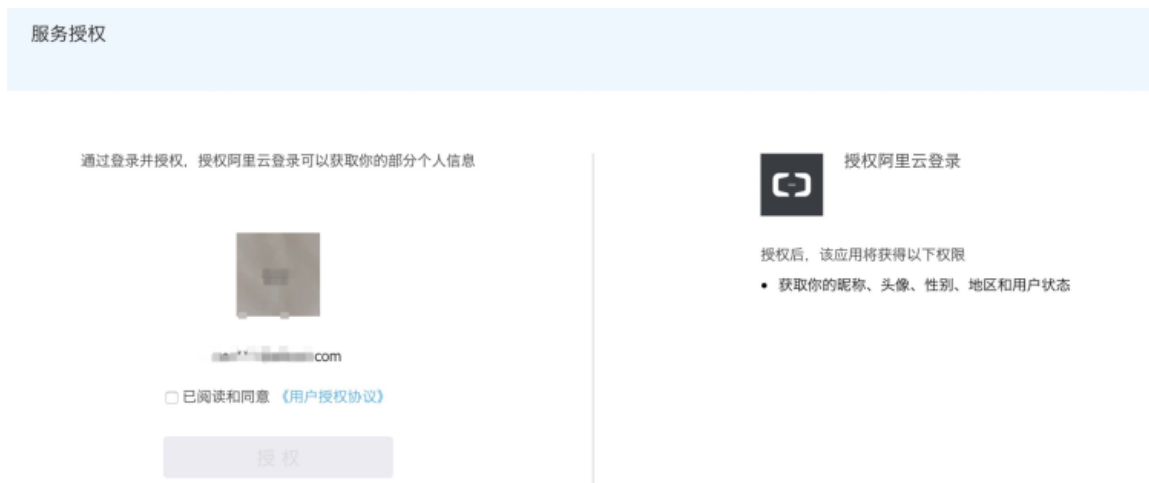 服务授权
通过登录并授权，授权阿里云登录可以获取你的部分个人信息
com
已阅读和同意 《用户授权协议》
授 权
授权阿里云登录
授权后，该应用将获得以下权限
• 获取你的昵称、头像、性别、地区和用户状态